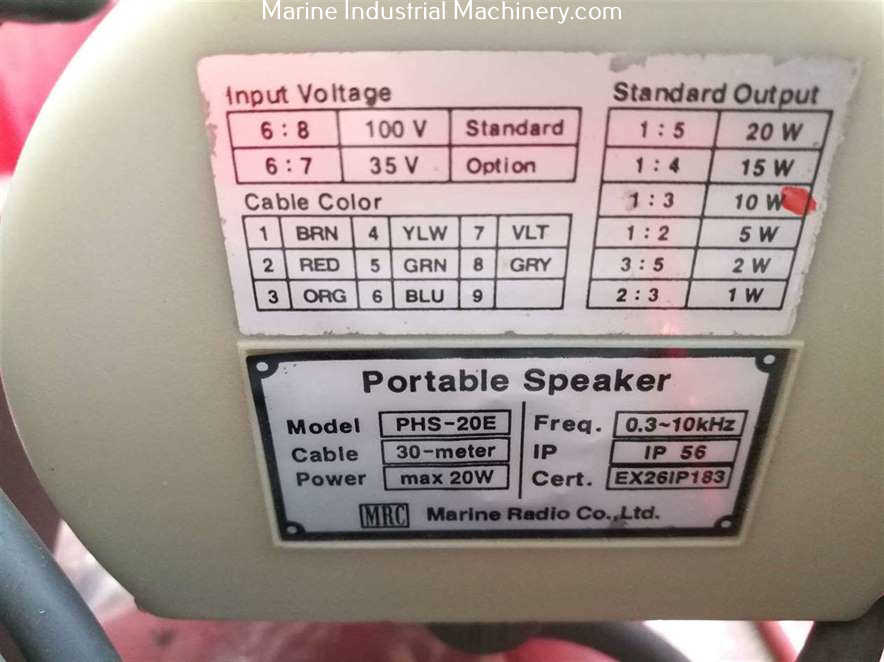 Marine Industrial Machinery.com
Input Voltage
6 : 8 100 V Standard
6 : 7 35 V Option
Cable Color
1 BRN 4 YLW 7 VLT
2 RED 5 GRN 8 GRY
3 ORG 6 BLU 9
Standard Output
1 : 5 20 W
1 : 4 15 W
1 : 3 10 W
1 : 2 5 W
3 : 5 2 W
2 : 3 1 W
Portable Speaker
Model PHS-20E Freq. 0.3~10kHz
Cable 30-meter IP IP 56
Power max 20W Cert. EX26IP183
MRC Marine Radio Co.,Ltd.